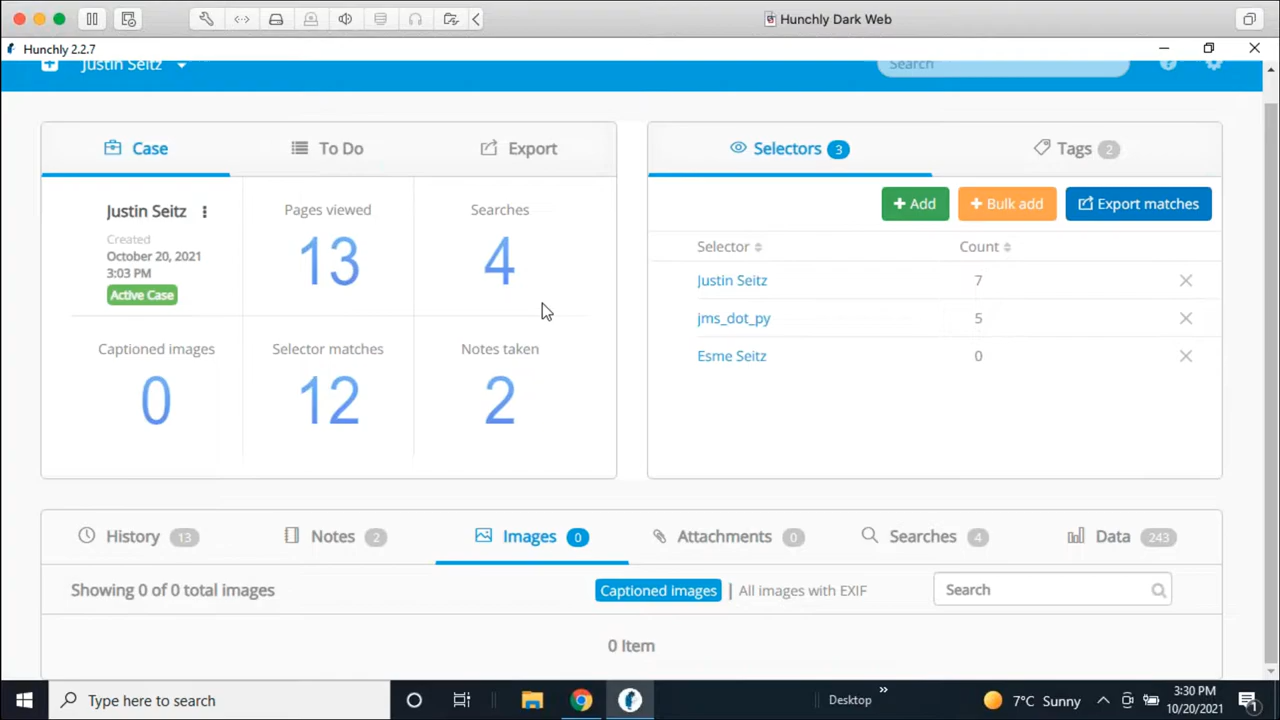 Hunchly Dark Web
Hunchly 2.2.7
Justin Seitz
Search
Case
To Do
Export
Justin Seitz
Created
October 20, 2021
3:03 PM
Active Case
Pages viewed
13
Searches
4
Captioned images
0
Selector matches
12
Notes taken
2
Selectors 3
Tags 2
+ Add
+ Bulk add
Export matches
Selector
Count
Justin Seitz 7
jms_dot_py 5
Esme Seitz 0
History 13
Notes 2
Images 0
Attachments 0
Searches 4
Data 243
Showing 0 of 0 total images
Captioned images | All images with EXIF
Search
0 Item
Type here to search
Desktop
7°C Sunny
3:30 PM
10/20/2021
1